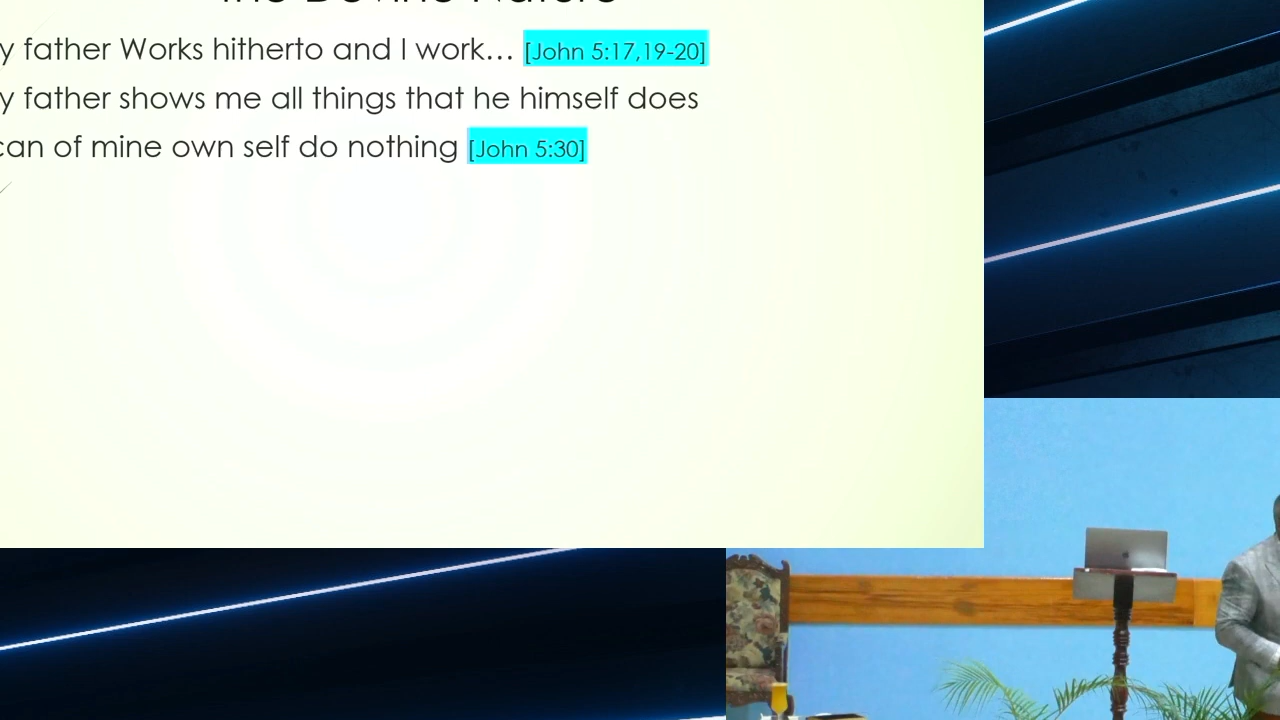 y father Works hitherto and I work… [John 5:17,19-20]
y father shows me all things that he himself does
can of mine own self do nothing [John 5:30]